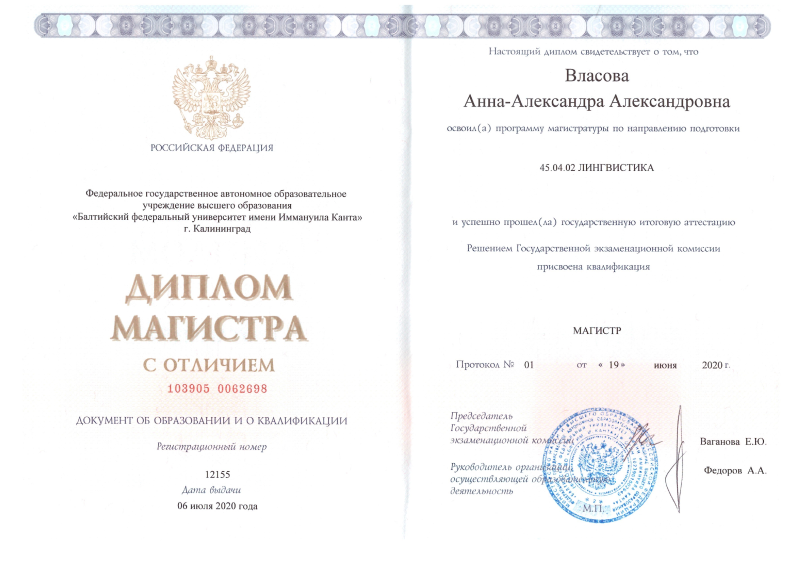 РОССИЙСКАЯ ФЕДЕРАЦИЯ
Федеральное государственное автономное образовательное
учреждение высшего образования
«Балтийский федеральный университет имени Иммануила Канта»
г. Калининград
ДИПЛОМ
МАГИСТРА
С ОТЛИЧИЕМ
103905 0062698
ДОКУМЕНТ ОБ ОБРАЗОВАНИИ И О КВАЛИФИКАЦИИ
Регистрационный номер
12155
Дата выдачи
06 июля 2020 года
Настоящий диплом свидетельствует о том, что
Власова
Анна-Александра Александровна
освоил(а) программу магистратуры по направлению подготовки
45.04.02 ЛИНГВИСТИКА
и успешно прошел(ла) государственную итоговую аттестацию
Решением Государственной экзаменационной комиссии
присвоена квалификация
МАГИСТР
Протокол № 01 от « 19 » июня 2020 г.
Председатель
Государственной
экзаменационной комиссии
Ваганова Е.Ю.
Руководитель организации,
осуществляющей образовательную
деятельность
Федоров А.А.
М.П.